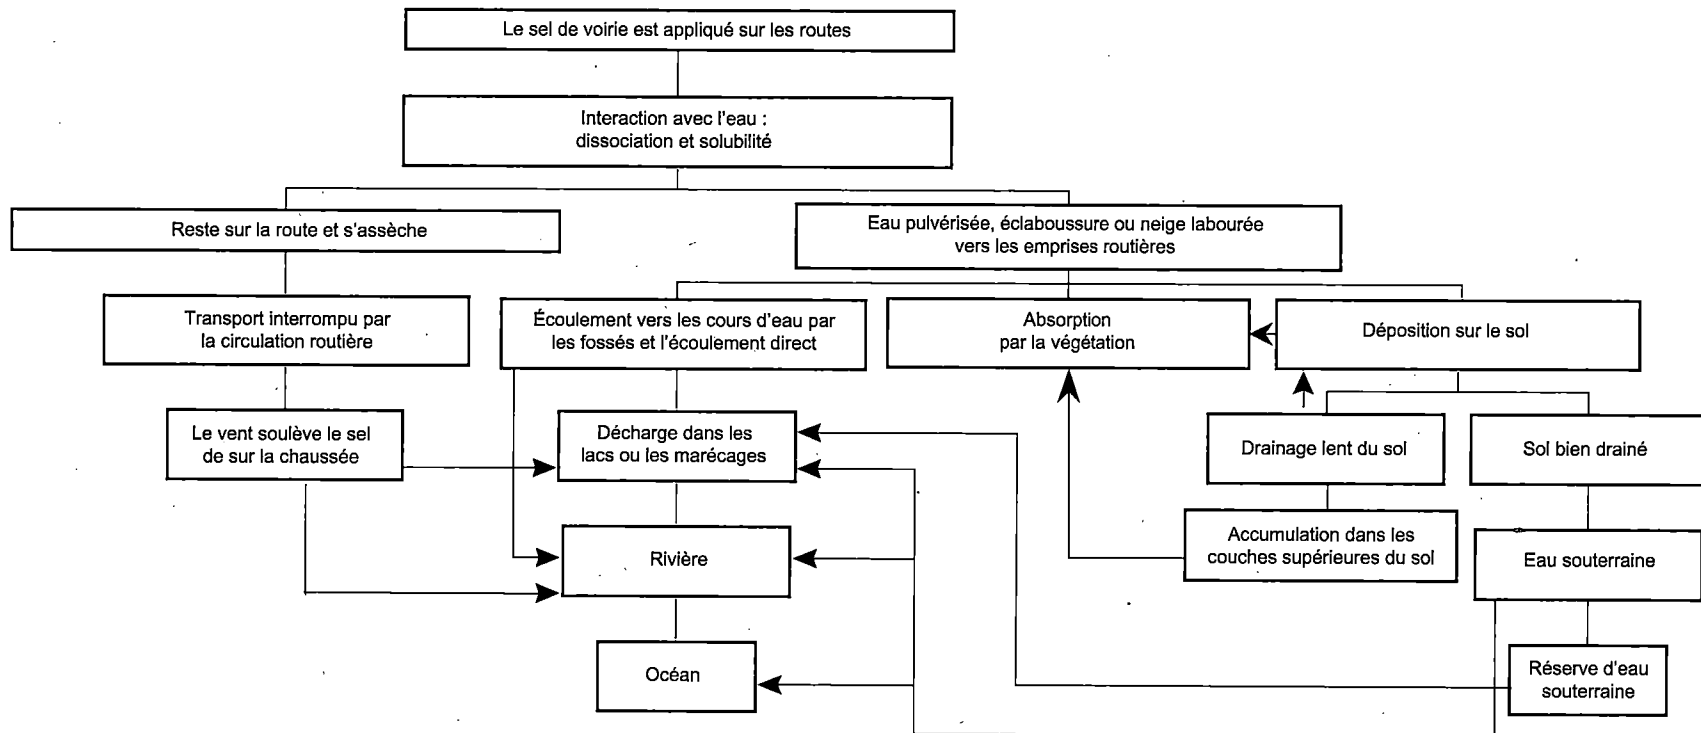 Le sel de voirie est appliqué sur les routes
Interaction avec l'eau :
dissociation et solubilité
Reste sur la route et s'assèche
Eau pulvérisée, éclaboussure ou neige labourée
vers les emprises routières
Transport interrompu par
la circulation routière
Écoulement vers les cours d'eau par
les fossés et l'écoulement direct
Absorption
par la végétation
Déposition sur le sol
Le vent soulève le sel
de sur la chaussée
Décharge dans les
lacs ou les marécages
Drainage lent du sol
Sol bien drainé
Accumulation dans les
couches supérieures du sol
Rivière
Eau souterraine
Océan
Réserve d'eau
souterraine